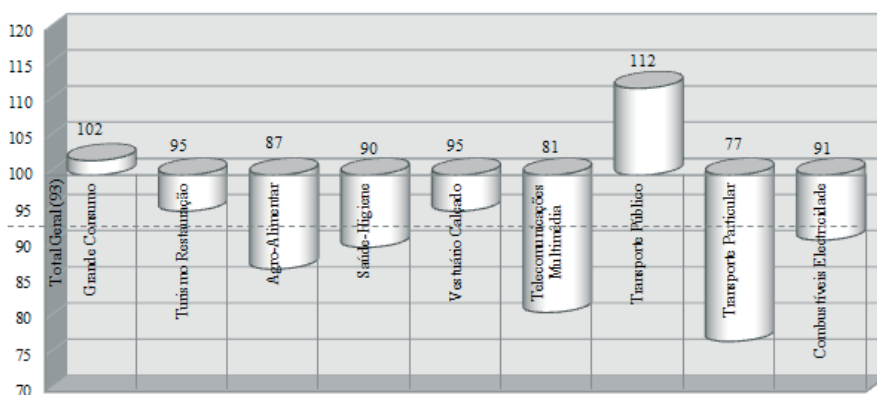 120
115
110
105
100
95
90
85
80
75
70
102
95
87
90
95
81
112
77
91
Total Geral (93)
Grande Consumo
Turismo Restauração
Agro-Alimentar
Saúde-Higiene
Vestuário Calçado
Telecomunicações
Multimédia
Transporte Público
Transporte Particular
Combustíveis Electricidade